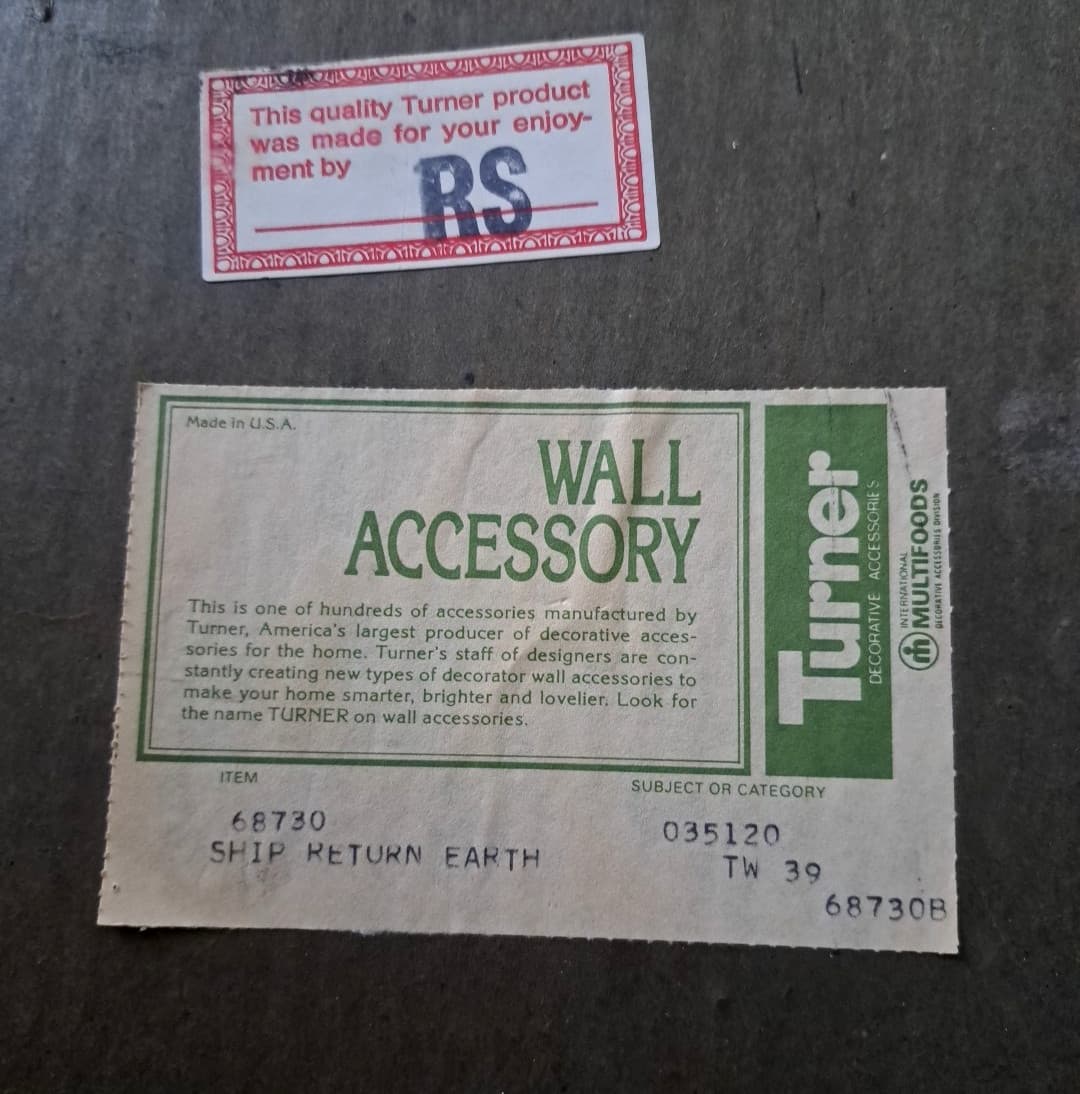 This quality Turner product
was made for your enjoy-
ment by
RS
Made in U.S.A.
WALL
ACCESSORY
This is one of hundreds of accessories manufactured by
Turner, America's largest producer of decorative acces-
sories for the home. Turner's staff of designers are con-
stantly creating new types of decorator wall accessories to
make your home smarter, brighter and lovelier. Look for
the name TURNER on wall accessories.
Turner
DECORATIVE ACCESSORIES
INTERNATIONAL
MULTIFOODS
DECORATIVE ACCESSORIES DIVISION
ITEM
SUBJECT OR CATEGORY
68730
035120
SHIP RETURN EARTH
TW 39
68730B